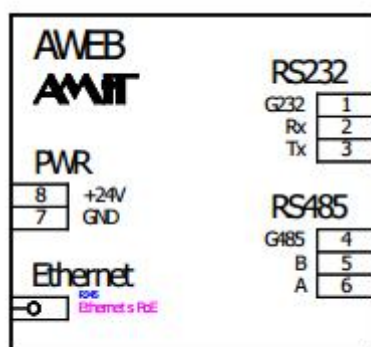 AWEB
AMiT
PWR
8 +24V
7 GND
Ethernet
RJ45
Ethernet s PoE
RS232
G232 1
Rx 2
Tx 3
RS485
G485 4
B 5
A 6